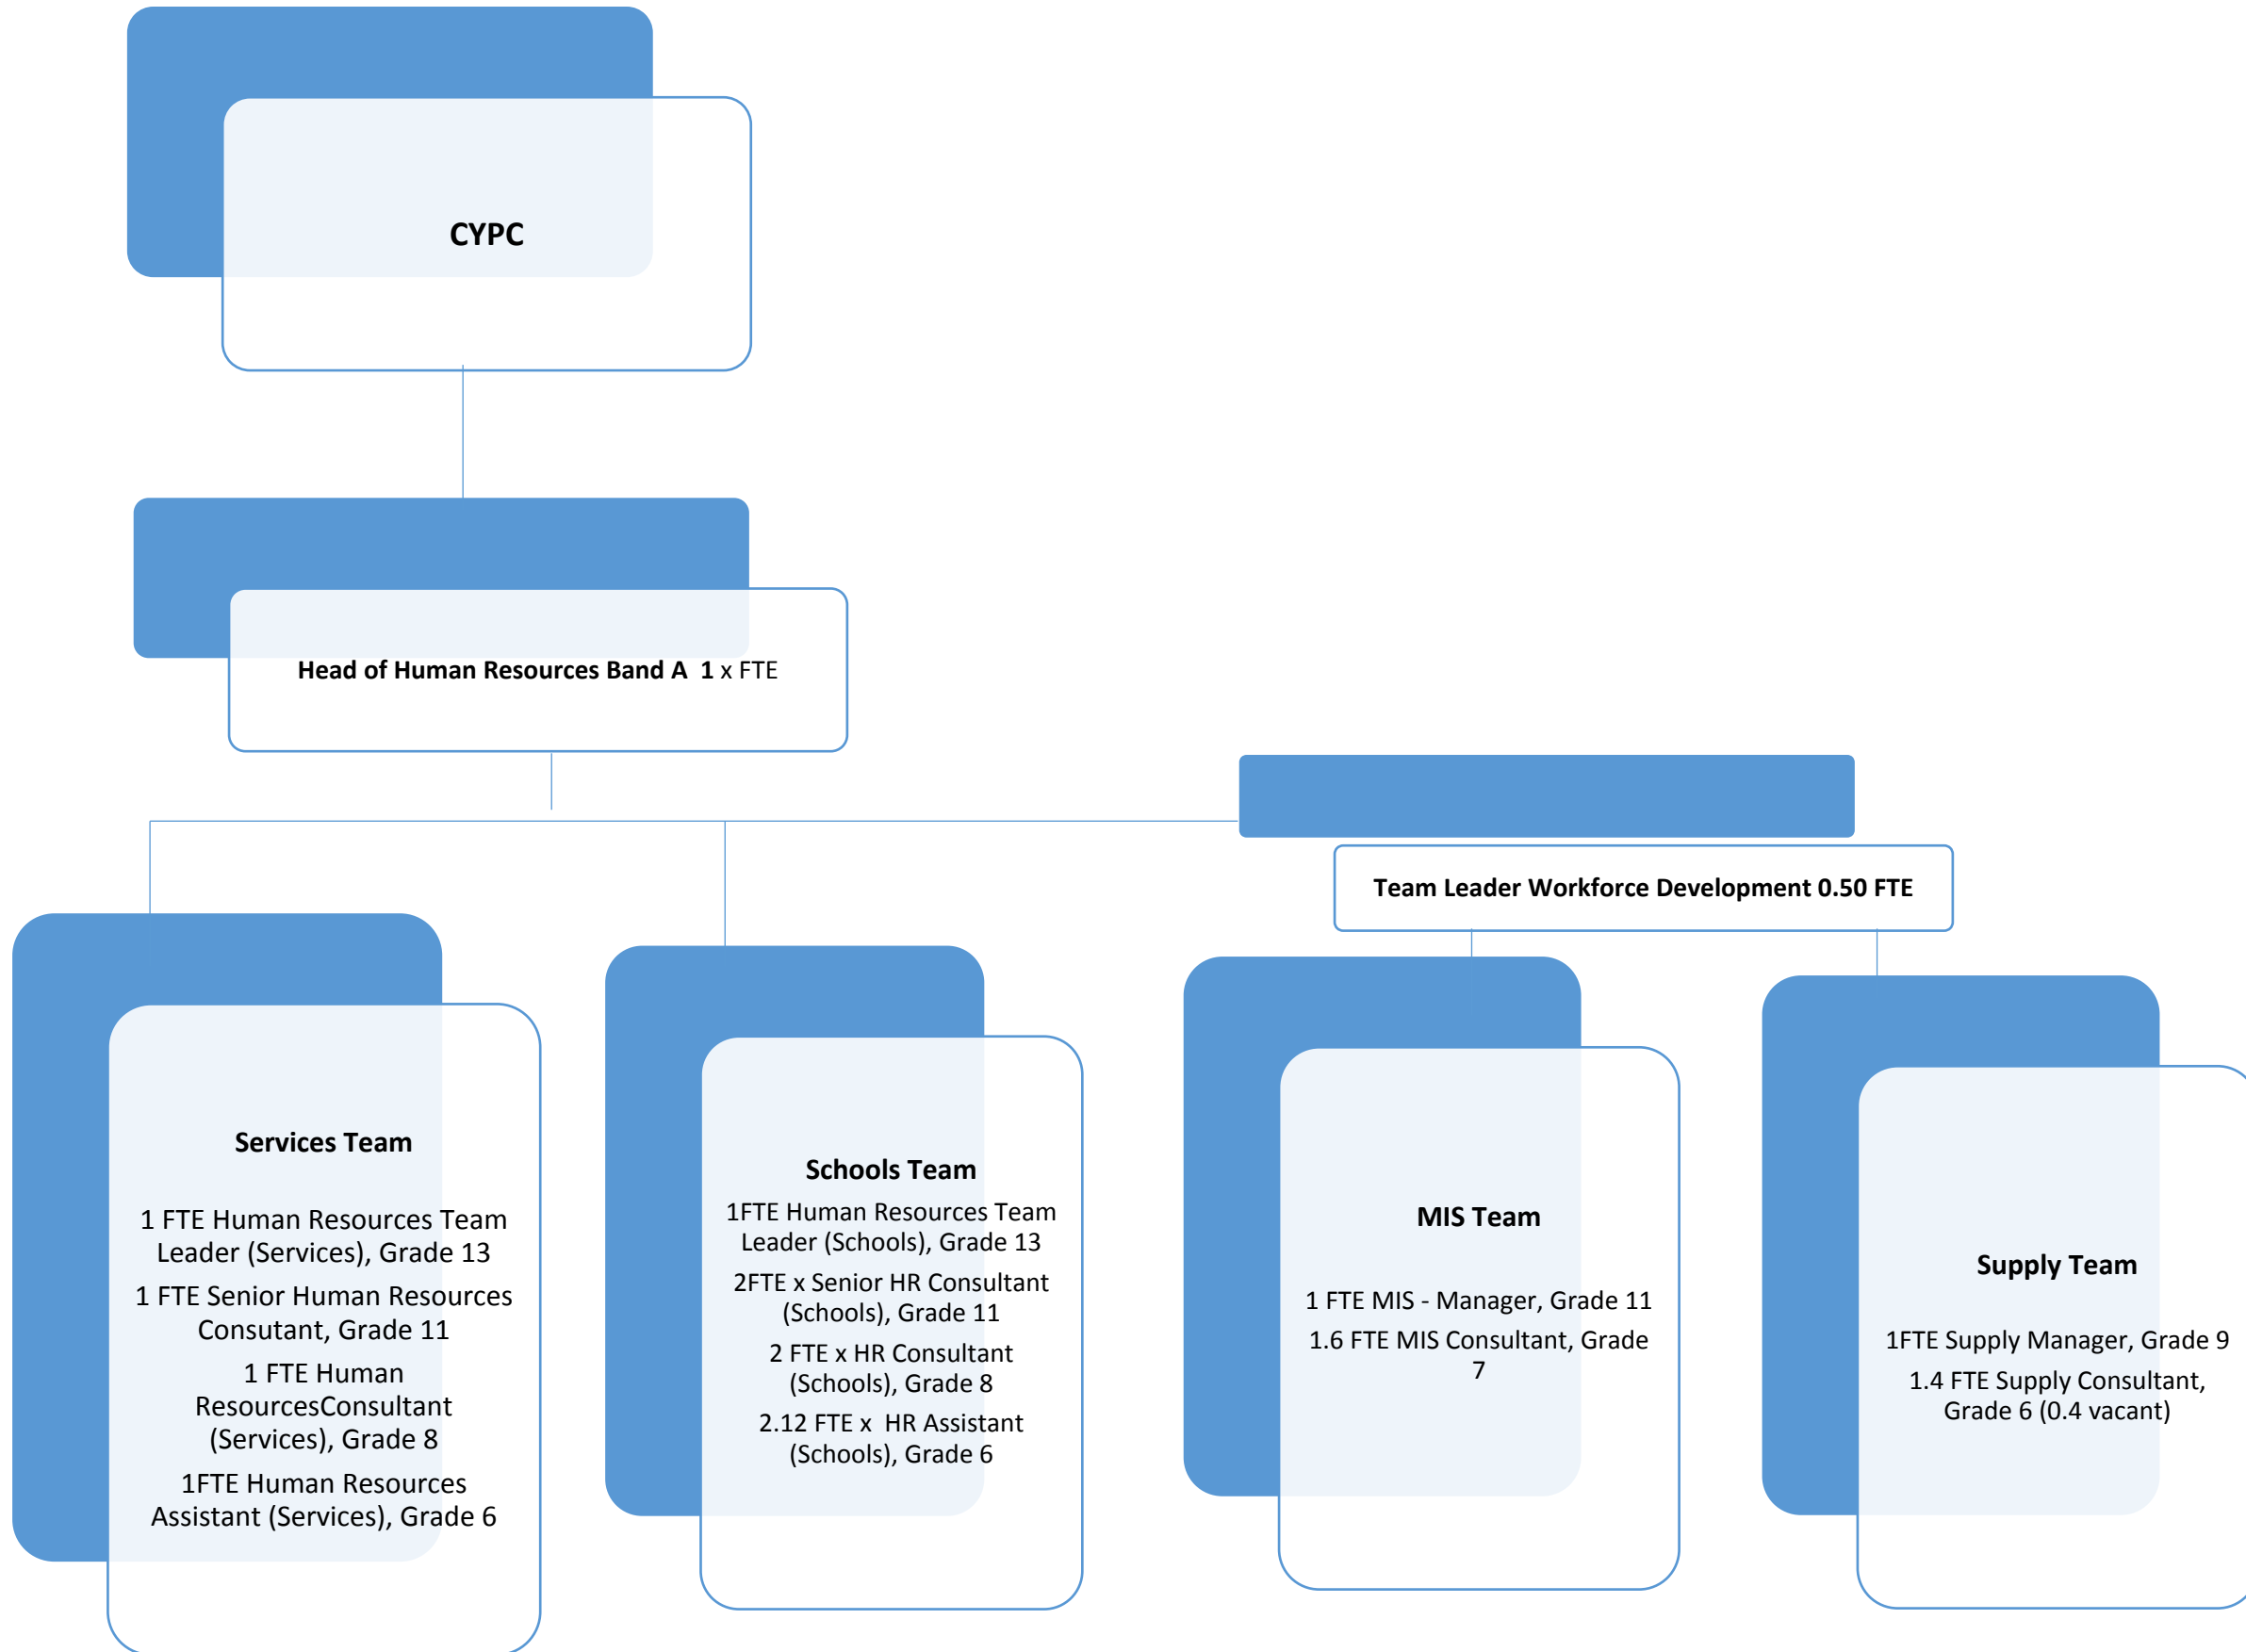 CYPC
Head of Human Resources Band A  1 x FTE
Team Leader Workforce Development 0.50 FTE
Services Team
1 FTE Human Resources Team
Leader (Services), Grade 13
1 FTE Senior Human Resources
Consutant, Grade 11
1 FTE Human
ResourcesConsultant
(Services), Grade 8
1FTE Human Resources
Assistant (Services), Grade 6
Schools Team
1FTE Human Resources Team
Leader (Schools), Grade 13
2FTE x Senior HR Consultant
(Schools), Grade 11
2 FTE x HR Consultant
(Schools), Grade 8
2.12 FTE x  HR Assistant
(Schools), Grade 6
MIS Team
1 FTE MIS - Manager, Grade 11
1.6 FTE MIS Consultant, Grade
7
Supply Team
1FTE Supply Manager, Grade 9
1.4 FTE Supply Consultant,
Grade 6 (0.4 vacant)